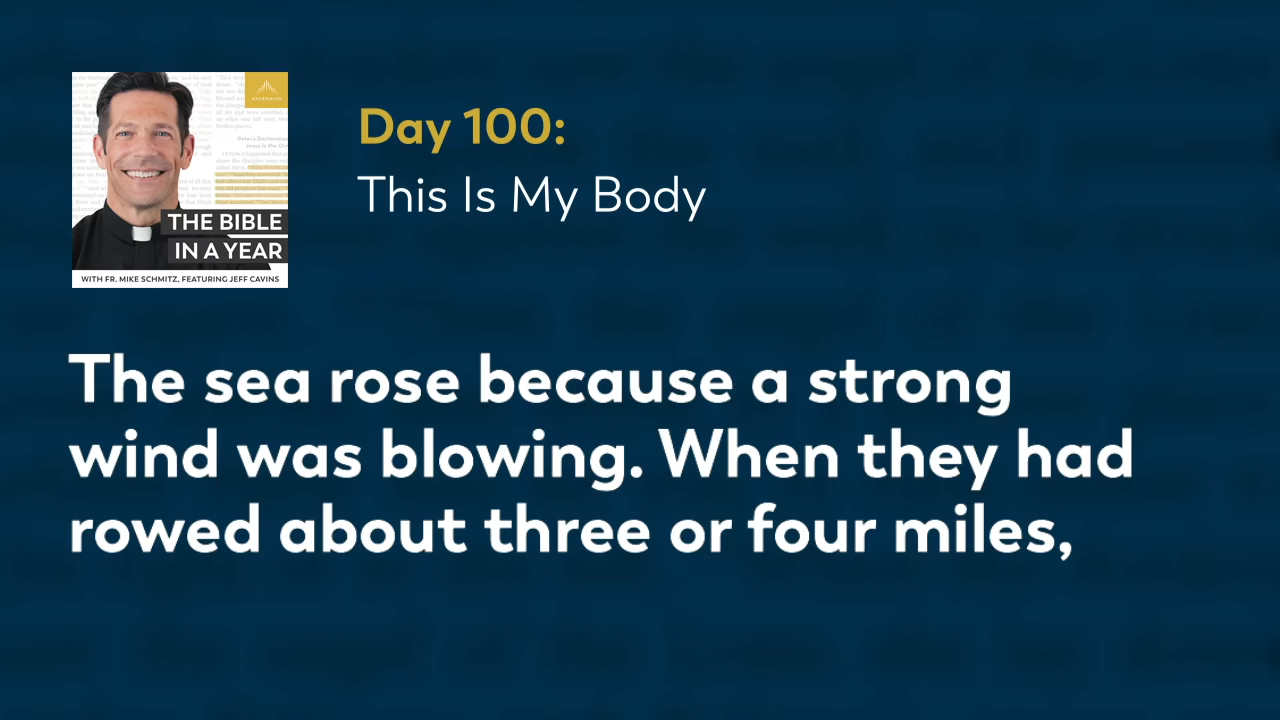 Day 100:
This Is My Body
THE BIBLE
IN A YEAR
WITH FR. MIKE SCHMITZ, FEATURING JEFF CAVINS
The sea rose because a strong
wind was blowing. When they had
rowed about three or four miles,